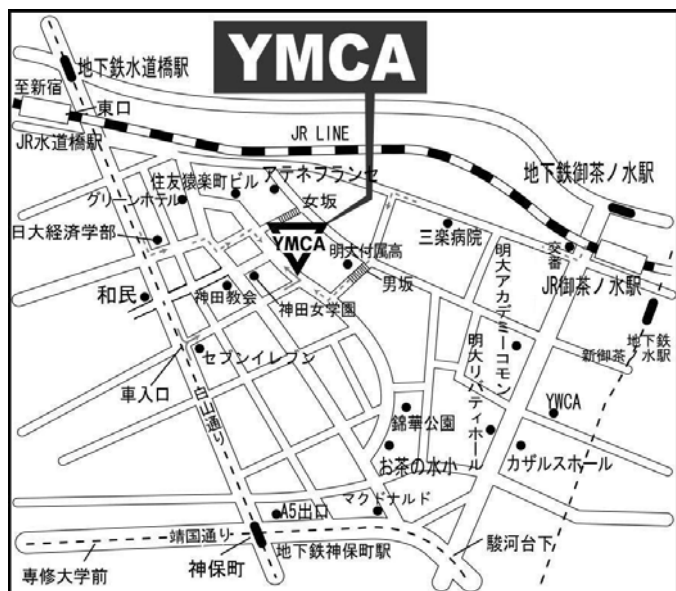 YMCA
地下鉄水道橋駅
至新宿
東口
JR水道橋駅
JR LINE
地下鉄御茶ノ水駅
アテネフランセ
住友猿楽町ビル
グリーンホテル
女坂
YMCA
日大経済学部
三楽病院
交番
明大付属高
男坂
JR御茶ノ水駅
和民
神田教会
神田女学園
明大アカデミーコモン
新御茶ノ水駅
地下鉄
セブンイレブン
車入口
白山通り
明大リバティホール
YWCA
錦華公園
お茶の水小
カザルスホール
マクドナルド
A5出口
靖国通り
地下鉄神保町駅
駿河台下
神保町
専修大学前